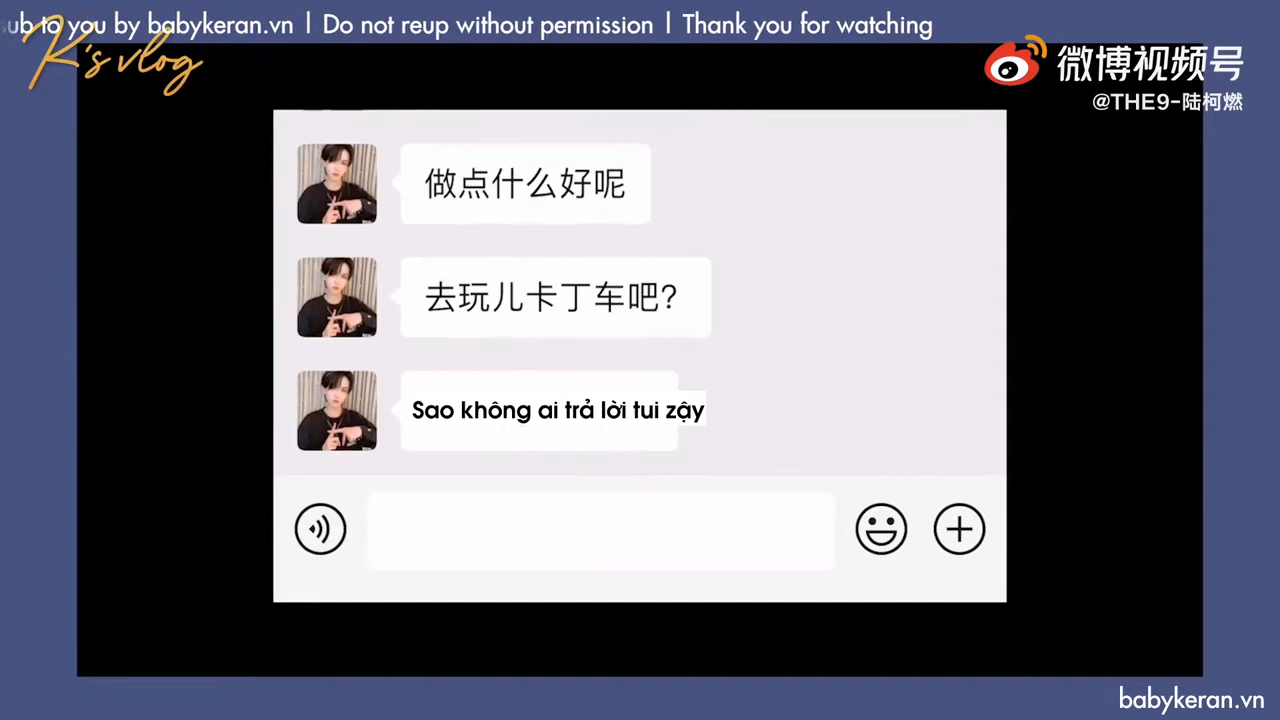 sub to you by babykeran.vn | Do not reup without permission | Thank you for watching
K's vlog
微博视频号
@THE9-陆柯燃
做点什么好呢
去玩儿卡丁车吧?
Sao không ai trả lời tui zậy
babykeran.vn